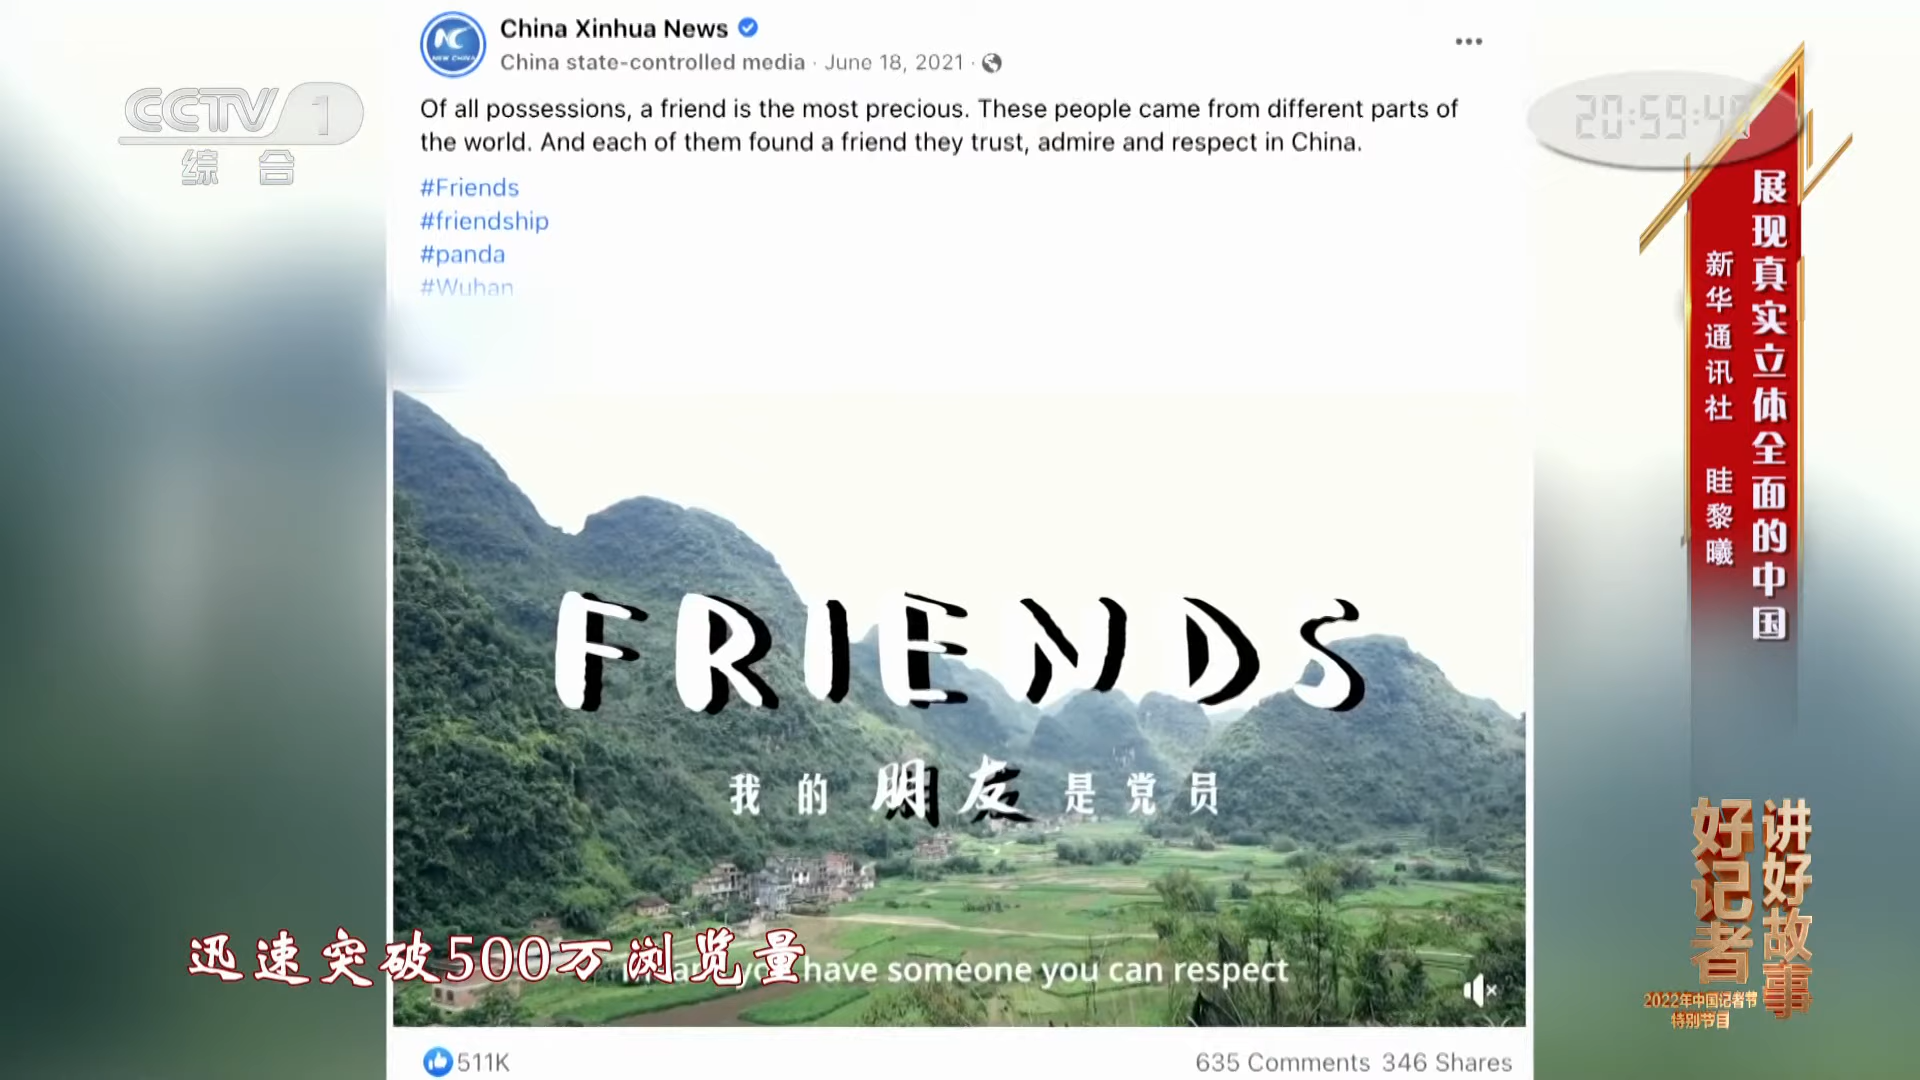 China Xinhua News
China state-controlled media · June 18, 2021 ·
Of all possessions, a friend is the most precious. These people came from different parts of
the world. And each of them found a friend they trust, admire and respect in China.
#Friends
#friendship
#panda
#Wuhan
FRIENDS
我的朋友是党员
have someone you can respect
迅速突破500万浏览量
511K
635 Comments 346 Shares
CCTV 1
综合
20:59:4
展现真实立体全面的中国
新华通讯社 眭黎曦
讲好故事
好记者
2022年中国记者节
特别节目
NEW CHINA